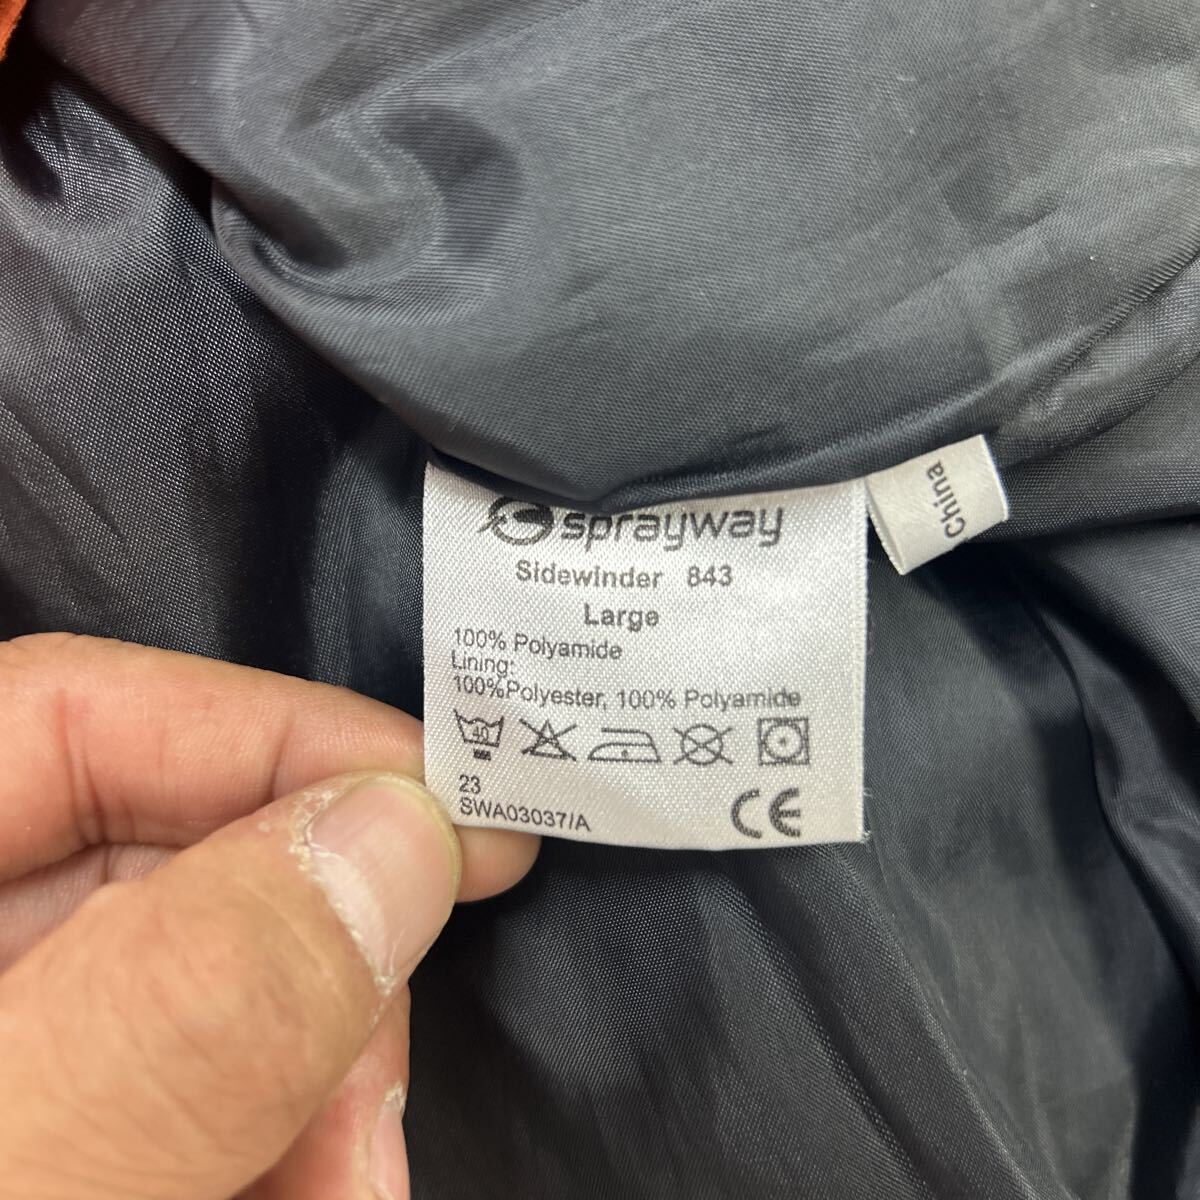 sprayway
Sidewinder 843
Large
100% Polyamide
Lining:
100%Polyester, 100% Polyamide
40
23
SWA03037/A
CE
China